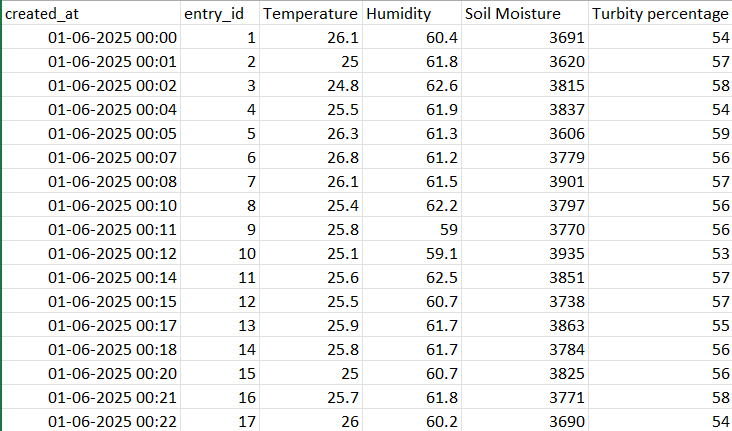 created_at entry_id Temperature Humidity Soil Moisture Turbity percentage
01-06-2025 00:00 1 26.1 60.4 3691 54
01-06-2025 00:01 2 25 61.8 3620 57
01-06-2025 00:02 3 24.8 62.6 3815 58
01-06-2025 00:04 4 25.5 61.9 3837 54
01-06-2025 00:05 5 26.3 61.3 3606 59
01-06-2025 00:07 6 26.8 61.2 3779 56
01-06-2025 00:08 7 26.1 61.5 3901 57
01-06-2025 00:10 8 25.4 62.2 3797 56
01-06-2025 00:11 9 25.8 59 3770 56
01-06-2025 00:12 10 25.1 59.1 3935 53
01-06-2025 00:14 11 25.6 62.5 3851 57
01-06-2025 00:15 12 25.5 60.7 3738 57
01-06-2025 00:17 13 25.9 61.7 3863 55
01-06-2025 00:18 14 25.8 61.7 3784 56
01-06-2025 00:20 15 25 60.7 3825 56
01-06-2025 00:21 16 25.7 61.8 3771 58
01-06-2025 00:22 17 26 60.2 3690 54